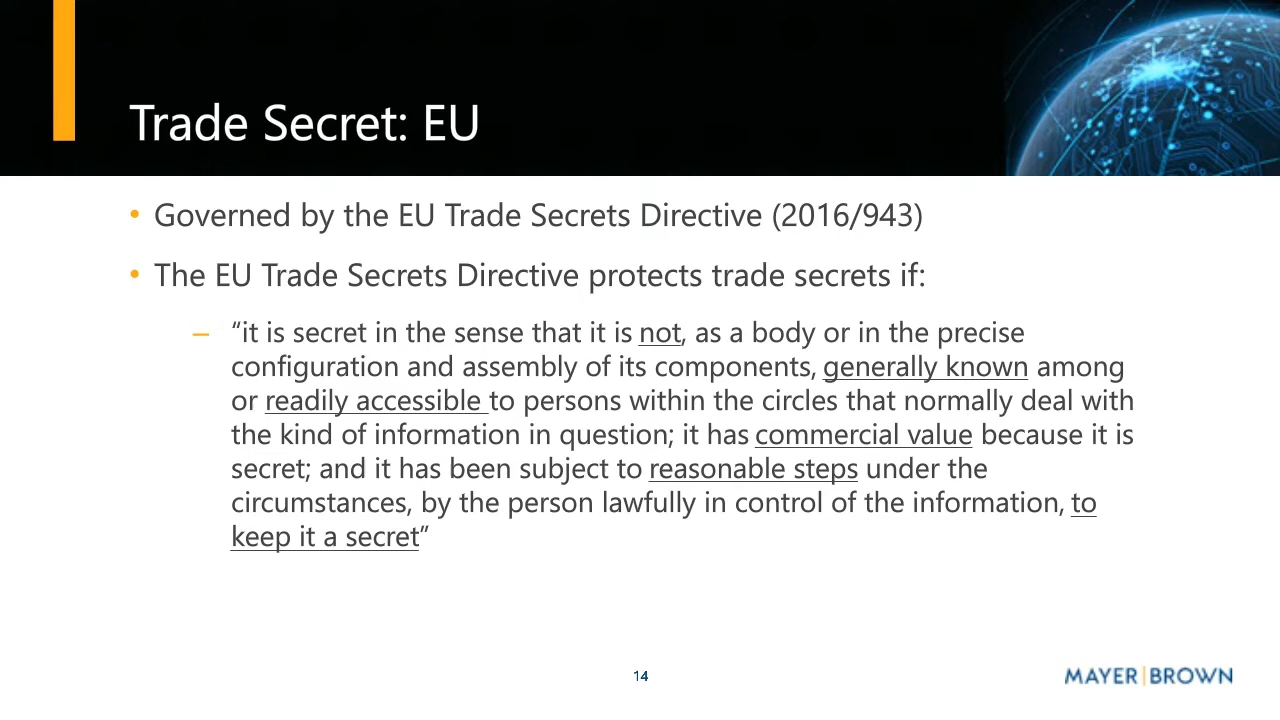 Trade Secret: EU
• Governed by the EU Trade Secrets Directive (2016/943)
• The EU Trade Secrets Directive protects trade secrets if:
– “it is secret in the sense that it is not, as a body or in the precise
configuration and assembly of its components, generally known among
or readily accessible to persons within the circles that normally deal with
the kind of information in question; it has commercial value because it is
secret; and it has been subject to reasonable steps under the
circumstances, by the person lawfully in control of the information, to
keep it a secret”
14
MAYER|BROWN